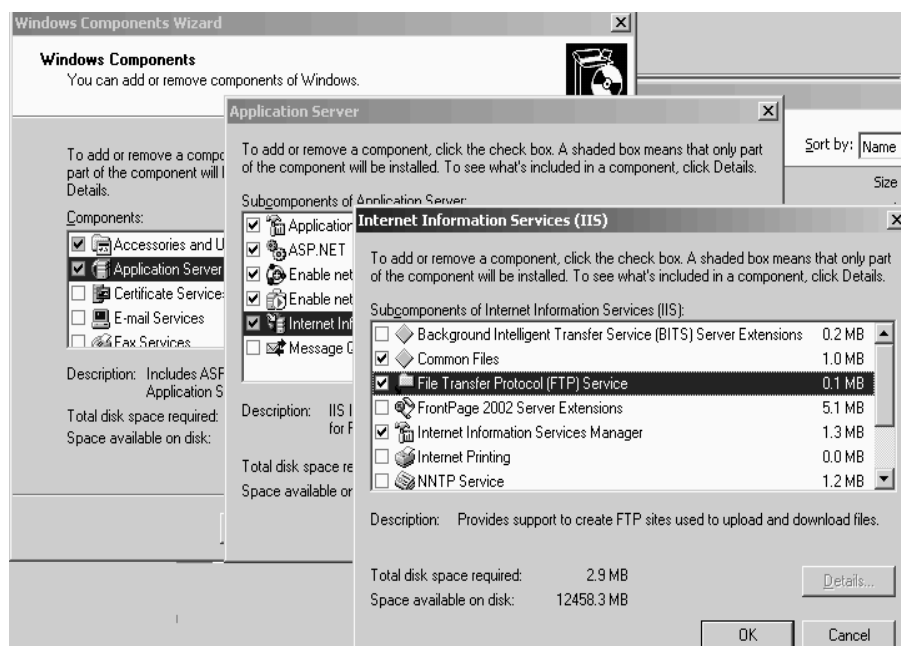 Windows Components Wizard
Windows Components
You can add or remove components of Windows.
To add or remove a compo
part of the component will
Details.
Components:
Accessories and U
Application Server
Certificate Service
E-mail Services
Fax Services
Description: Includes ASP
Application S
Total disk space required:
Space available on disk:
Application Server
To add or remove a component, click the check box. A shaded box means that only part
of the component will be installed. To see what's included in a component, click Details.
Subcomponents of Application Server:
Application
ASP.NET
Enable net
Enable net
Internet Inf
Message Q
Description: IIS I
for F
Total disk space re
Space available or
Sort by: Name
Size
Internet Information Services (IIS)
To add or remove a component, click the check box. A shaded box means that only part
of the component will be installed. To see what's included in a component, click Details.
Subcomponents of Internet Information Services (IIS):
Background Intelligent Transfer Service (BITS) Server Extensions 0.2 MB
Common Files 1.0 MB
File Transfer Protocol (FTP) Service 0.1 MB
FrontPage 2002 Server Extensions 5.1 MB
Internet Information Services Manager 1.3 MB
Internet Printing 0.0 MB
NNTP Service 1.2 MB
Description: Provides support to create FTP sites used to upload and download files.
Total disk space required: 2.9 MB
Space available on disk: 12458.3 MB
Details...
OK
Cancel